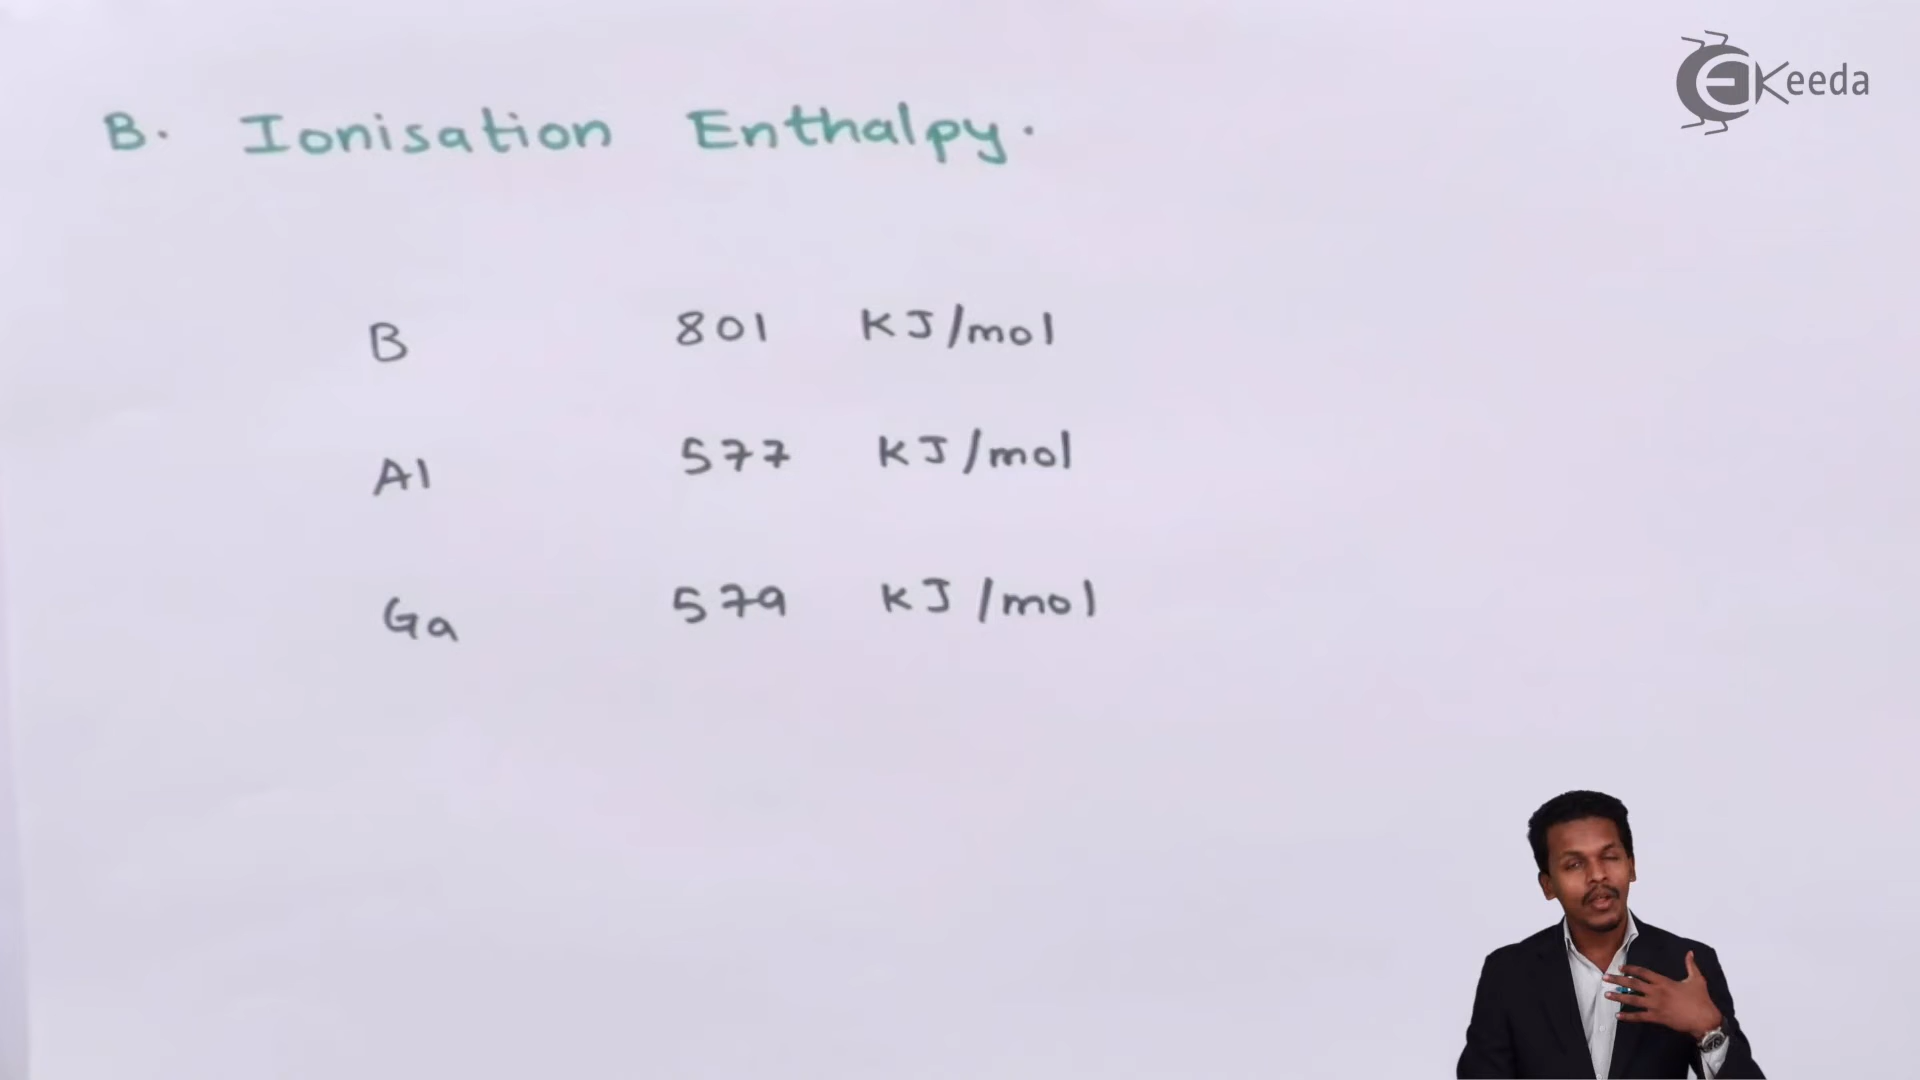 EKeeda
B. Ionisation Enthalpy.
B 801 KJ/mol
Al 577 KJ/mol
Ga 579 KJ/mol